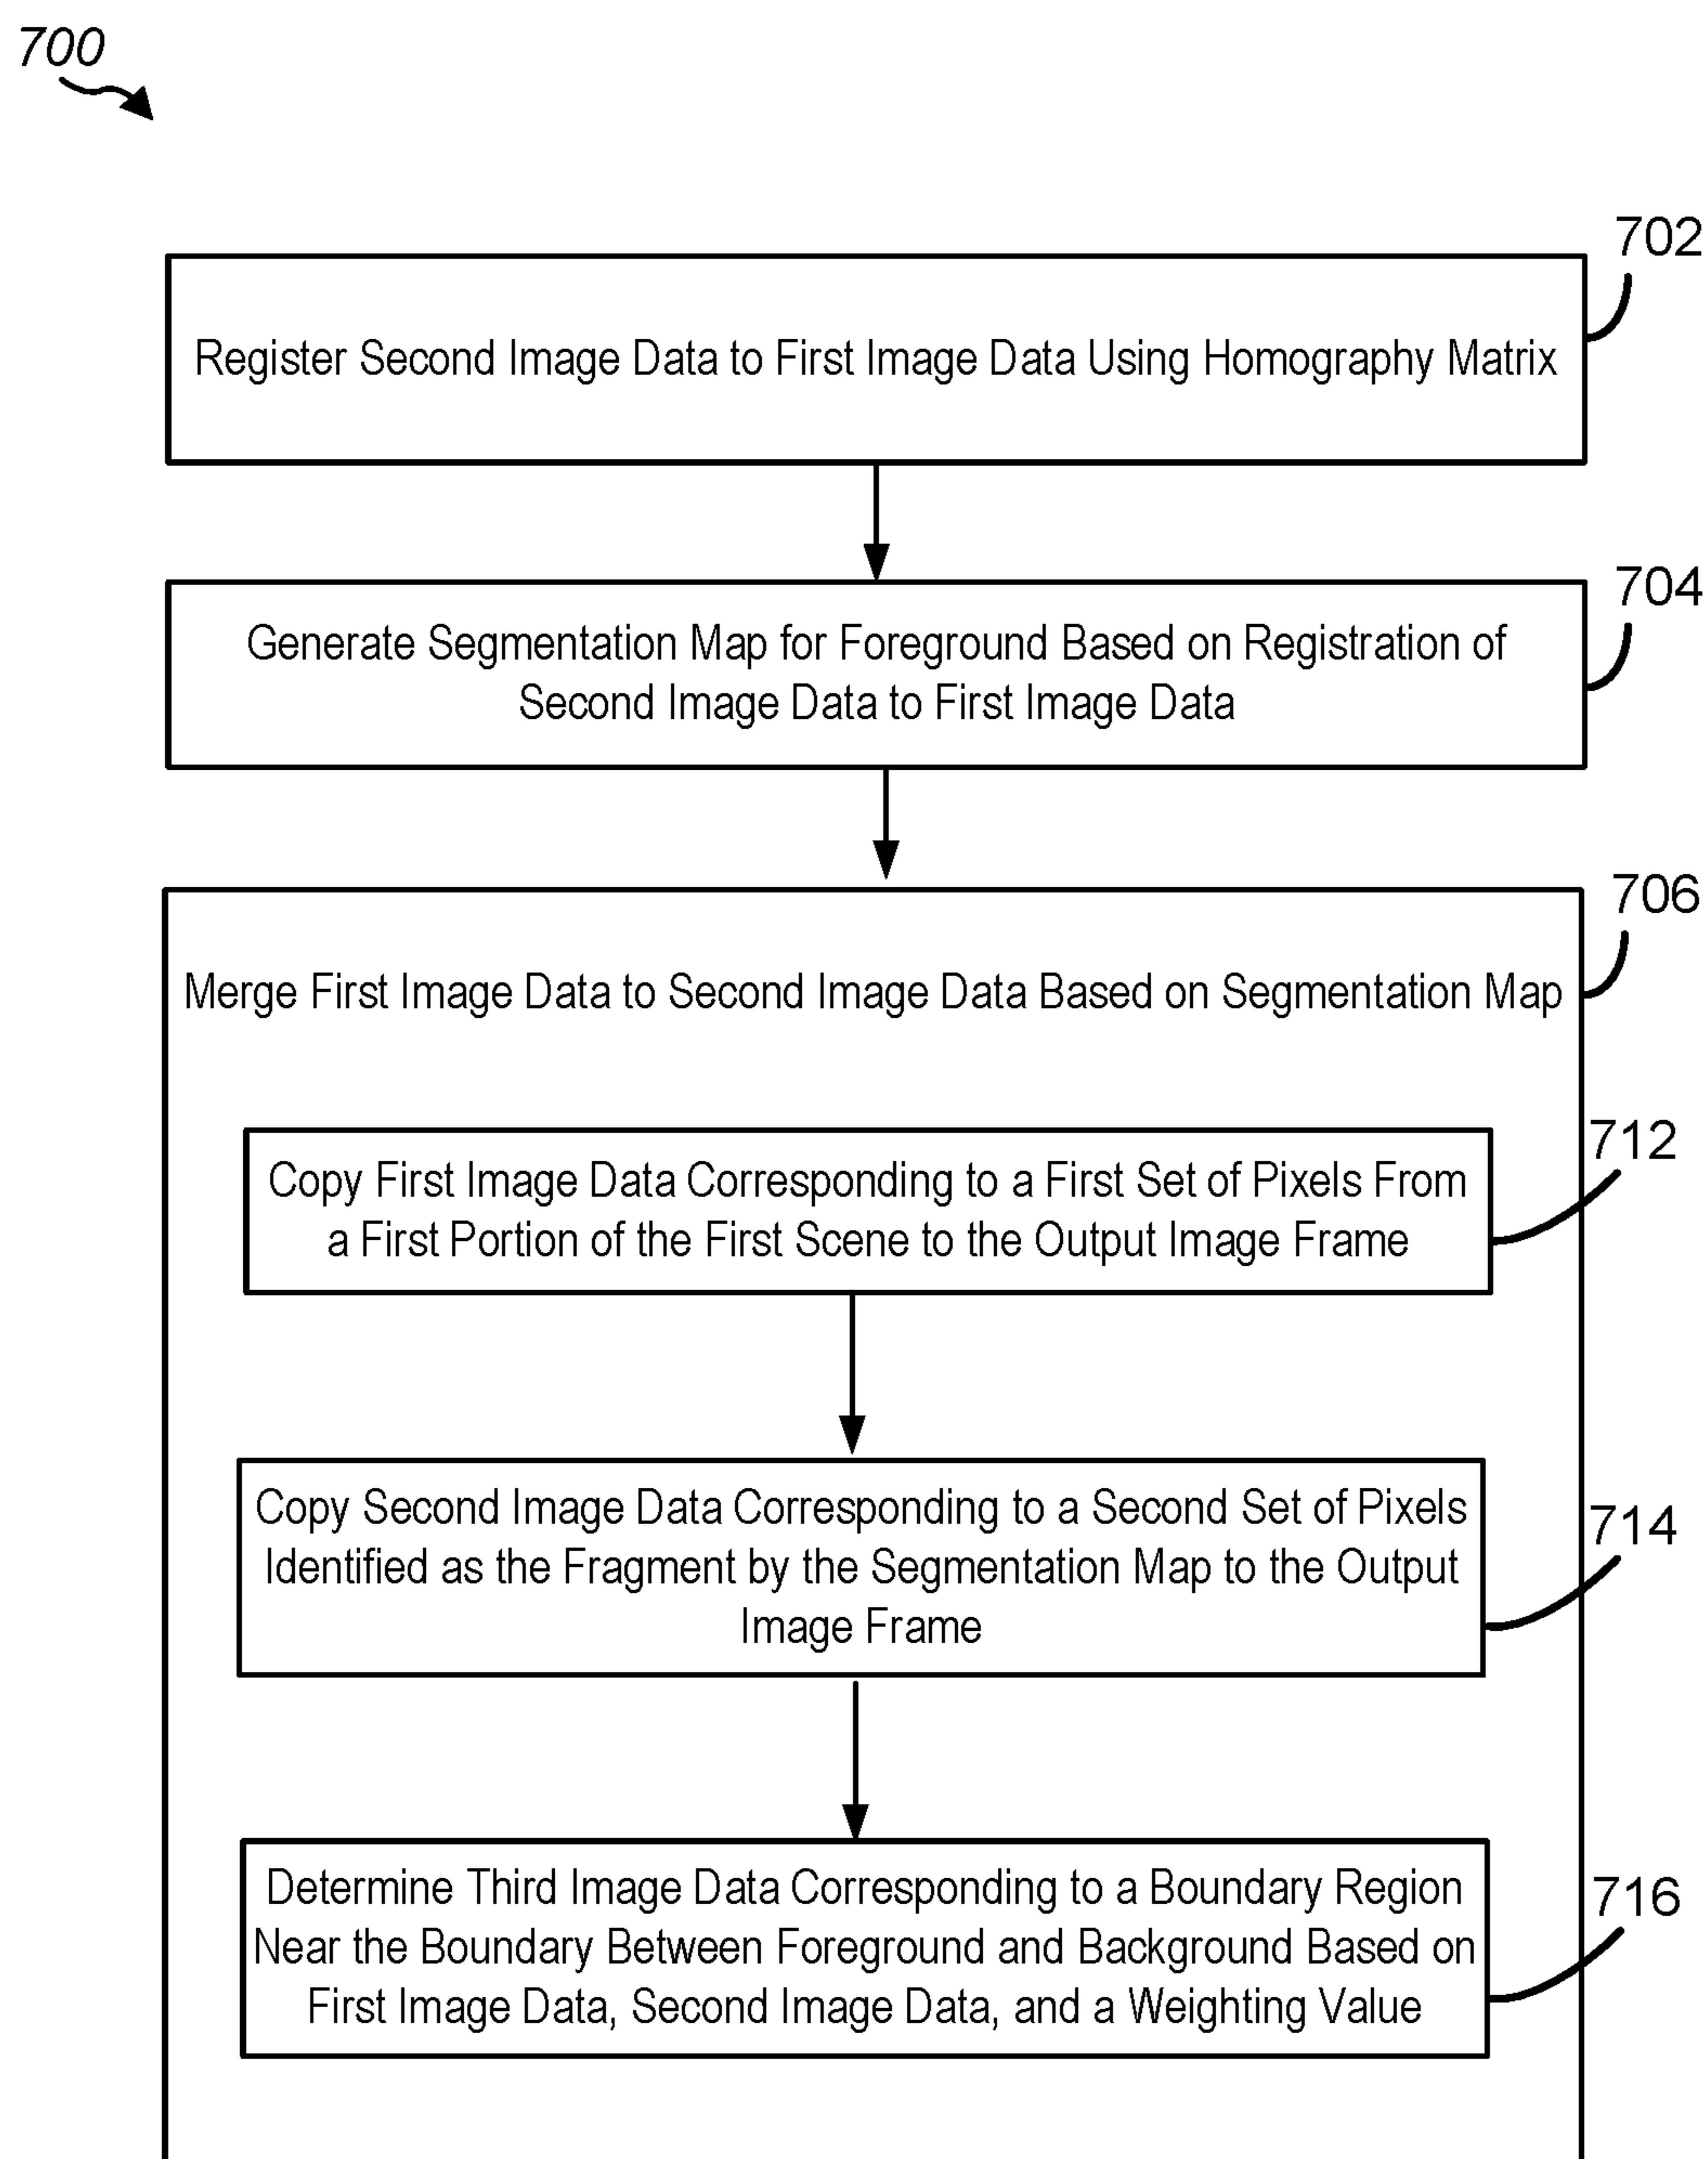 700
702
Register Second Image Data to First Image Data Using Homography Matrix
704
Generate Segmentation Map for Foreground Based on Registration of
Second Image Data to First Image Data
706
Merge First Image Data to Second Image Data Based on Segmentation Map
712
Copy First Image Data Corresponding to a First Set of Pixels From
a First Portion of the First Scene to the Output Image Frame
714
Copy Second Image Data Corresponding to a Second Set of Pixels
Identified as the Fragment by the Segmentation Map to the Output
Image Frame
716
Determine Third Image Data Corresponding to a Boundary Region
Near the Boundary Between Foreground and Background Based on
First Image Data, Second Image Data, and a Weighting Value